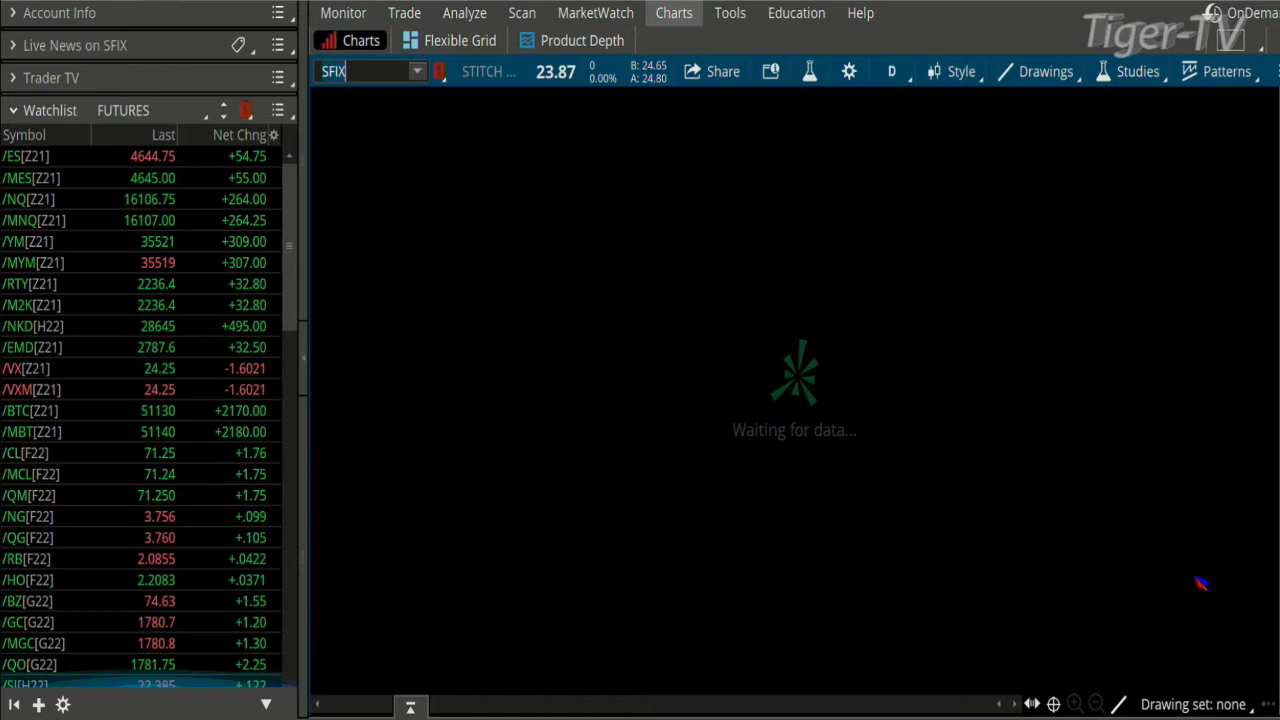 Account Info
Live News on SFIX
Trader TV
Watchlist FUTURES
Symbol Last Net Chng
/ES[Z21] 4644.75 +54.75
/MES[Z21] 4645.00 +55.00
/NQ[Z21] 16106.75 +264.00
/MNQ[Z21] 16107.00 +264.25
/YM[Z21] 35521 +309.00
/MYM[Z21] 35519 +307.00
/RTY[Z21] 2236.4 +32.80
/M2K[Z21] 2236.4 +32.80
/NKD[H22] 28645 +495.00
/EMD[Z21] 2787.6 +32.50
/VX[Z21] 24.25 -1.6021
/VXM[Z21] 24.25 -1.6021
/BTC[Z21] 51130 +2170.00
/MBT[Z21] 51140 +2180.00
/CL[F22] 71.25 +1.76
/MCL[F22] 71.24 +1.75
/QM[F22] 71.250 +1.75
/NG[F22] 3.756 +.099
/QG[F22] 3.760 +.105
/RB[F22] 2.0855 +.0422
/HO[F22] 2.2083 +.0371
/BZ[G22] 74.63 +1.55
/GC[G22] 1780.7 +1.20
/MGC[G22] 1780.8 +1.30
/QO[G22] 1781.75 +2.25
/SI[H22] 22.385 +.122
Monitor Trade Analyze Scan MarketWatch Charts Tools Education Help OnDema
Tiger-TV
Charts Flexible Grid Product Depth
SFIX STITCH ... 23.87 0 B: 24.65 Share D Style Drawings Studies Patterns
0.00% A: 24.80
Waiting for data...
Drawing set: none